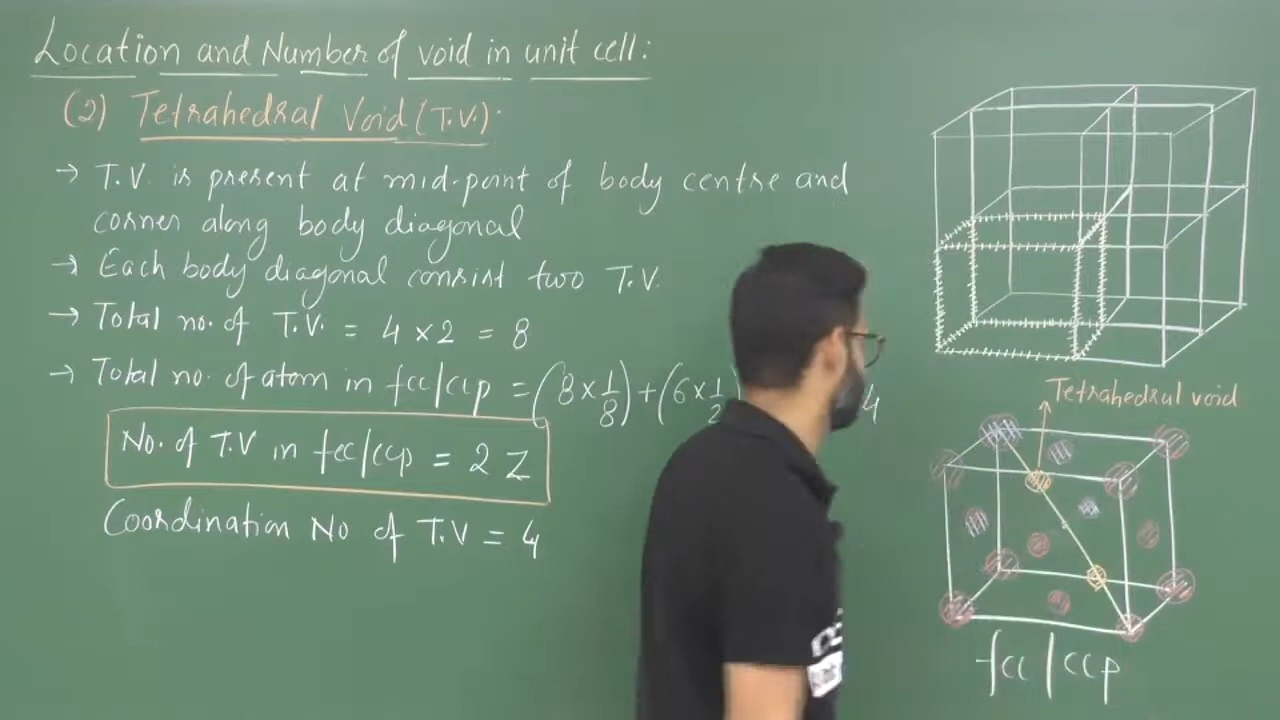 Location and Number of void in unit cell:
(2) Tetrahedral Void (T.V.).
→ T.V. is present at mid-point of body centre and
corner along body diagonal
→ Each body diagonal consist two T.V.
→ Total no. of T.V. = 4 × 2 = 8
→ Total no. of atom in fcc/ccp = (8 × 1/8) + (6 × 1/2) 4
No. of T.V in fcc/ccp = 2 Z
Coordination No of T.V = 4
Tetrahedral void
fcc/ccp